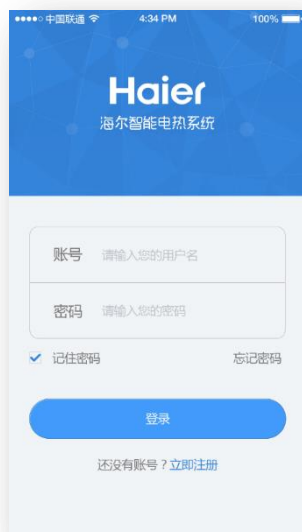 中国联通 4:34 PM 100%
Haier
海尔智能电热系统
账号 请输入您的用户名
密码 请输入您的密码
记住密码 忘记密码
登录
还没有账号？立即注册